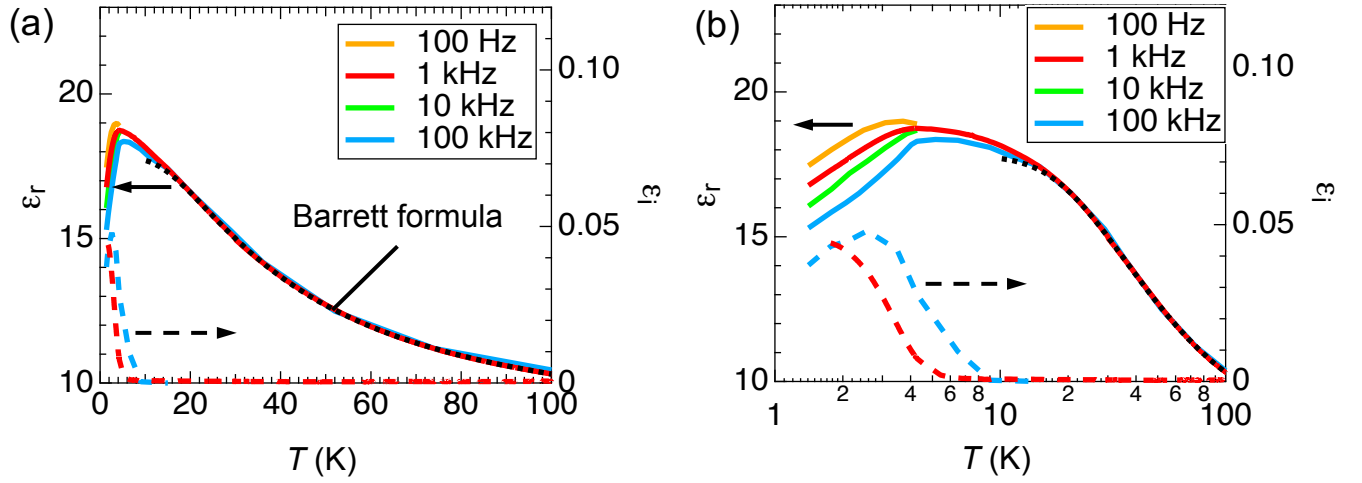 (a)
100 Hz
1 kHz
10 kHz
100 kHz
Barrett formula
εr
20
15
10
0.10
0.05
0
εi
0 20 40 60 80 100
T (K)
(b)
100 Hz
1 kHz
10 kHz
100 kHz
εr
20
15
10
0.10
0.05
0
εi
1 2 4 6 8 10 2 4 6 8 100
T (K)